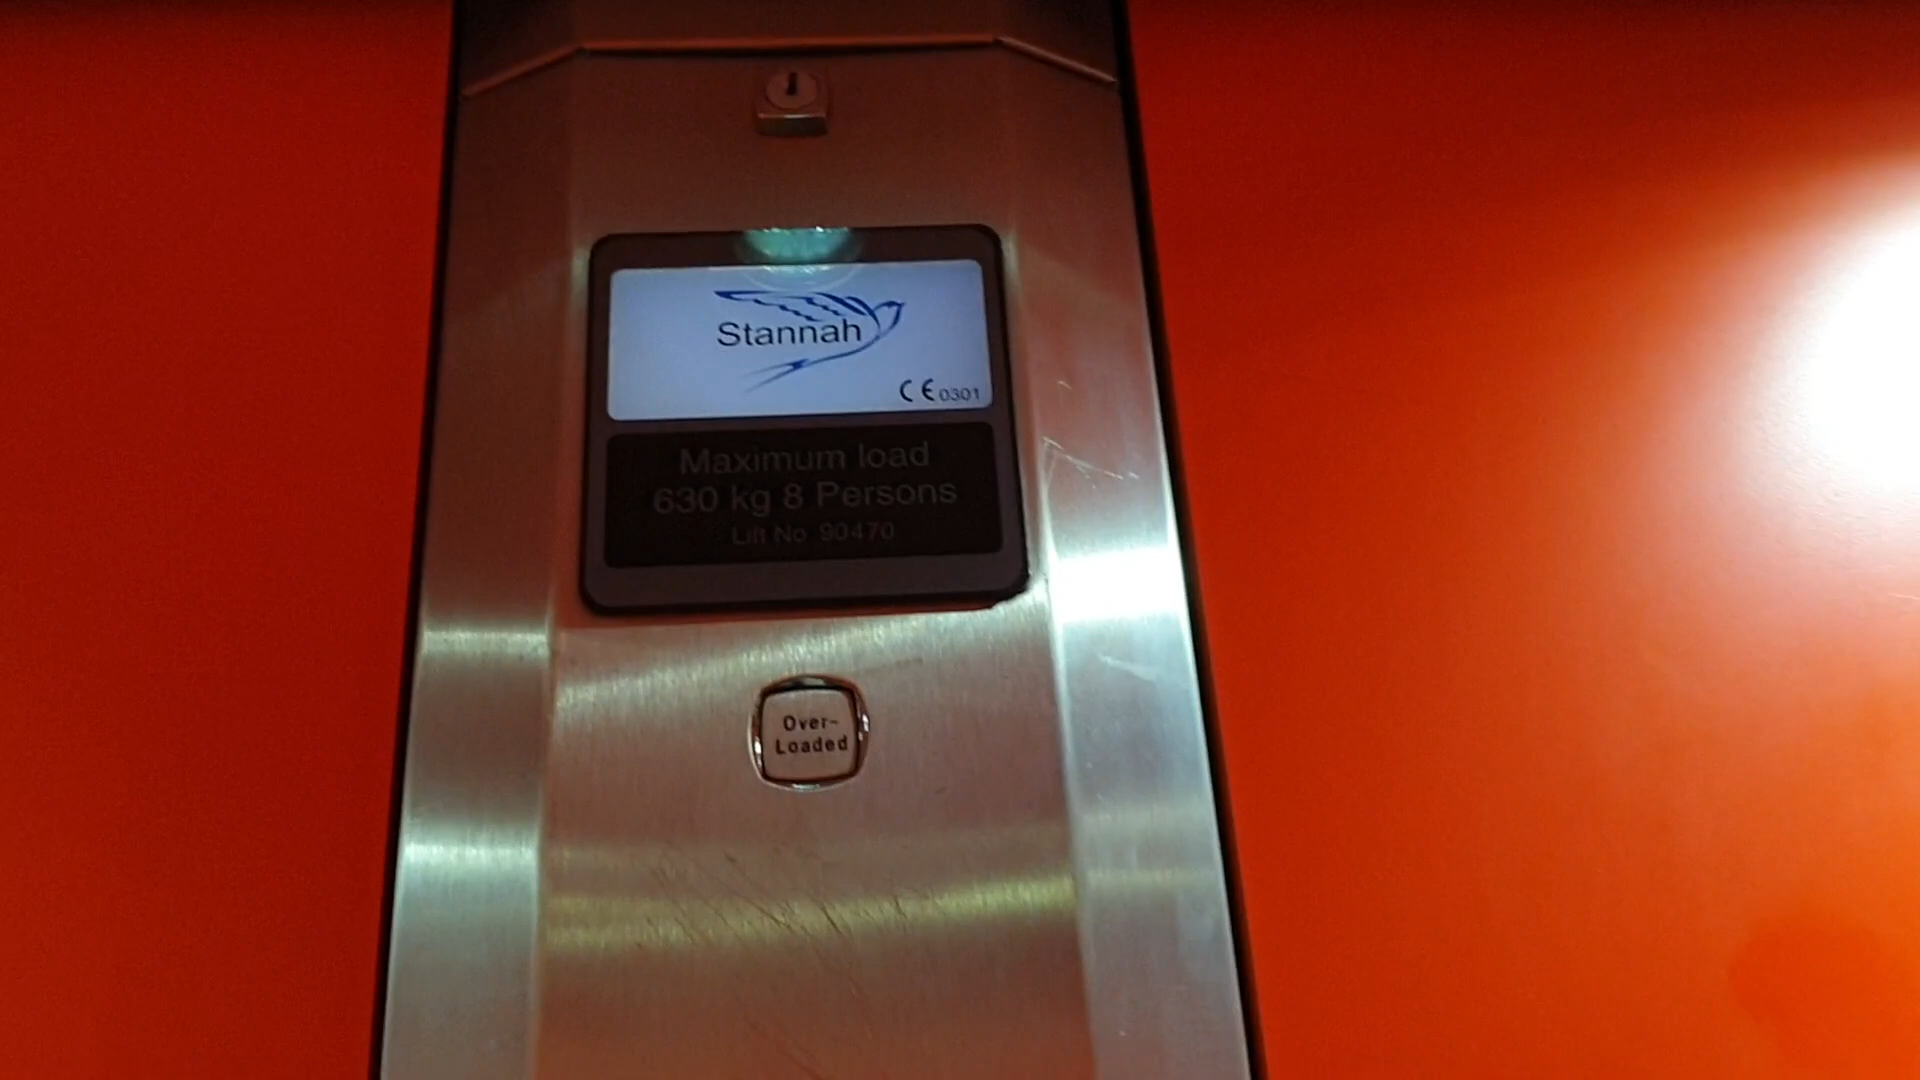 Stannah
CE 0301
Maximum load
630 kg 8 Persons
Lift No 90470
Over-
Loaded